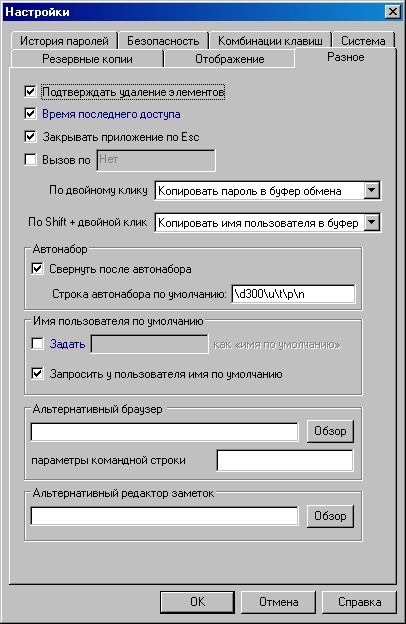 Настройки
История паролей Безопасность Комбинации клавиш Система
Резервные копии Отображение Разное
Подтверждать удаление элементов
Время последнего доступа
Закрывать приложение по Esc
Вызов по Нет
По двойному клику Копировать пароль в буфер обмена
По Shift + двойной клик Копировать имя пользователя в буфер
Автонабор
Свернуть после автонабора
Строка автонабора по умолчанию: \d300\u\t\p\n
Имя пользователя по умолчанию
Задать как «имя по умолчанию»
Запросить у пользователя имя по умолчанию
Альтернативный браузер
Обзор
параметры командной строки
Альтернативный редактор заметок
Обзор
OK Отмена Справка